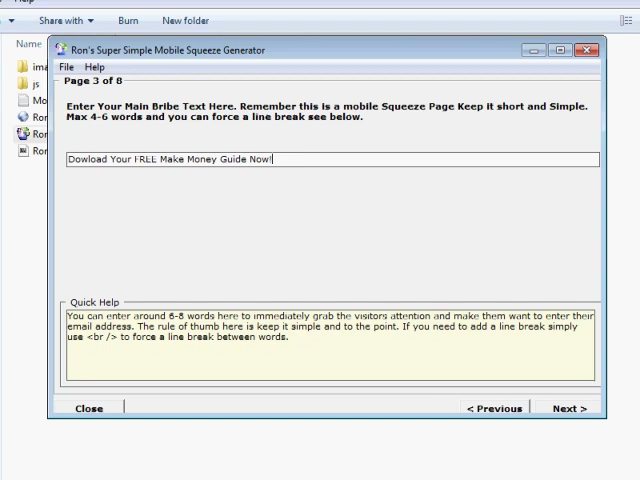 Help
Share with
Burn
New folder
Name
Ron's Super Simple Mobile Squeeze Generator
File Help
Page 3 of 8
ima
js
Mo
Ron
Ron
Ron
Enter Your Main Bribe Text Here. Remember this is a mobile Squeeze Page Keep it short and Simple.
Max 4-6 words and you can force a line break see below.
Dowload Your FREE Make Money Guide Now!
Quick Help
You can enter around 6-8 words here to immediately grab the visitors attention and make them want to enter their
email address. The rule of thumb here is keep it simple and to the point. If you need to add a line break simply
use <br /> to force a line break between words.
Close
< Previous
Next >